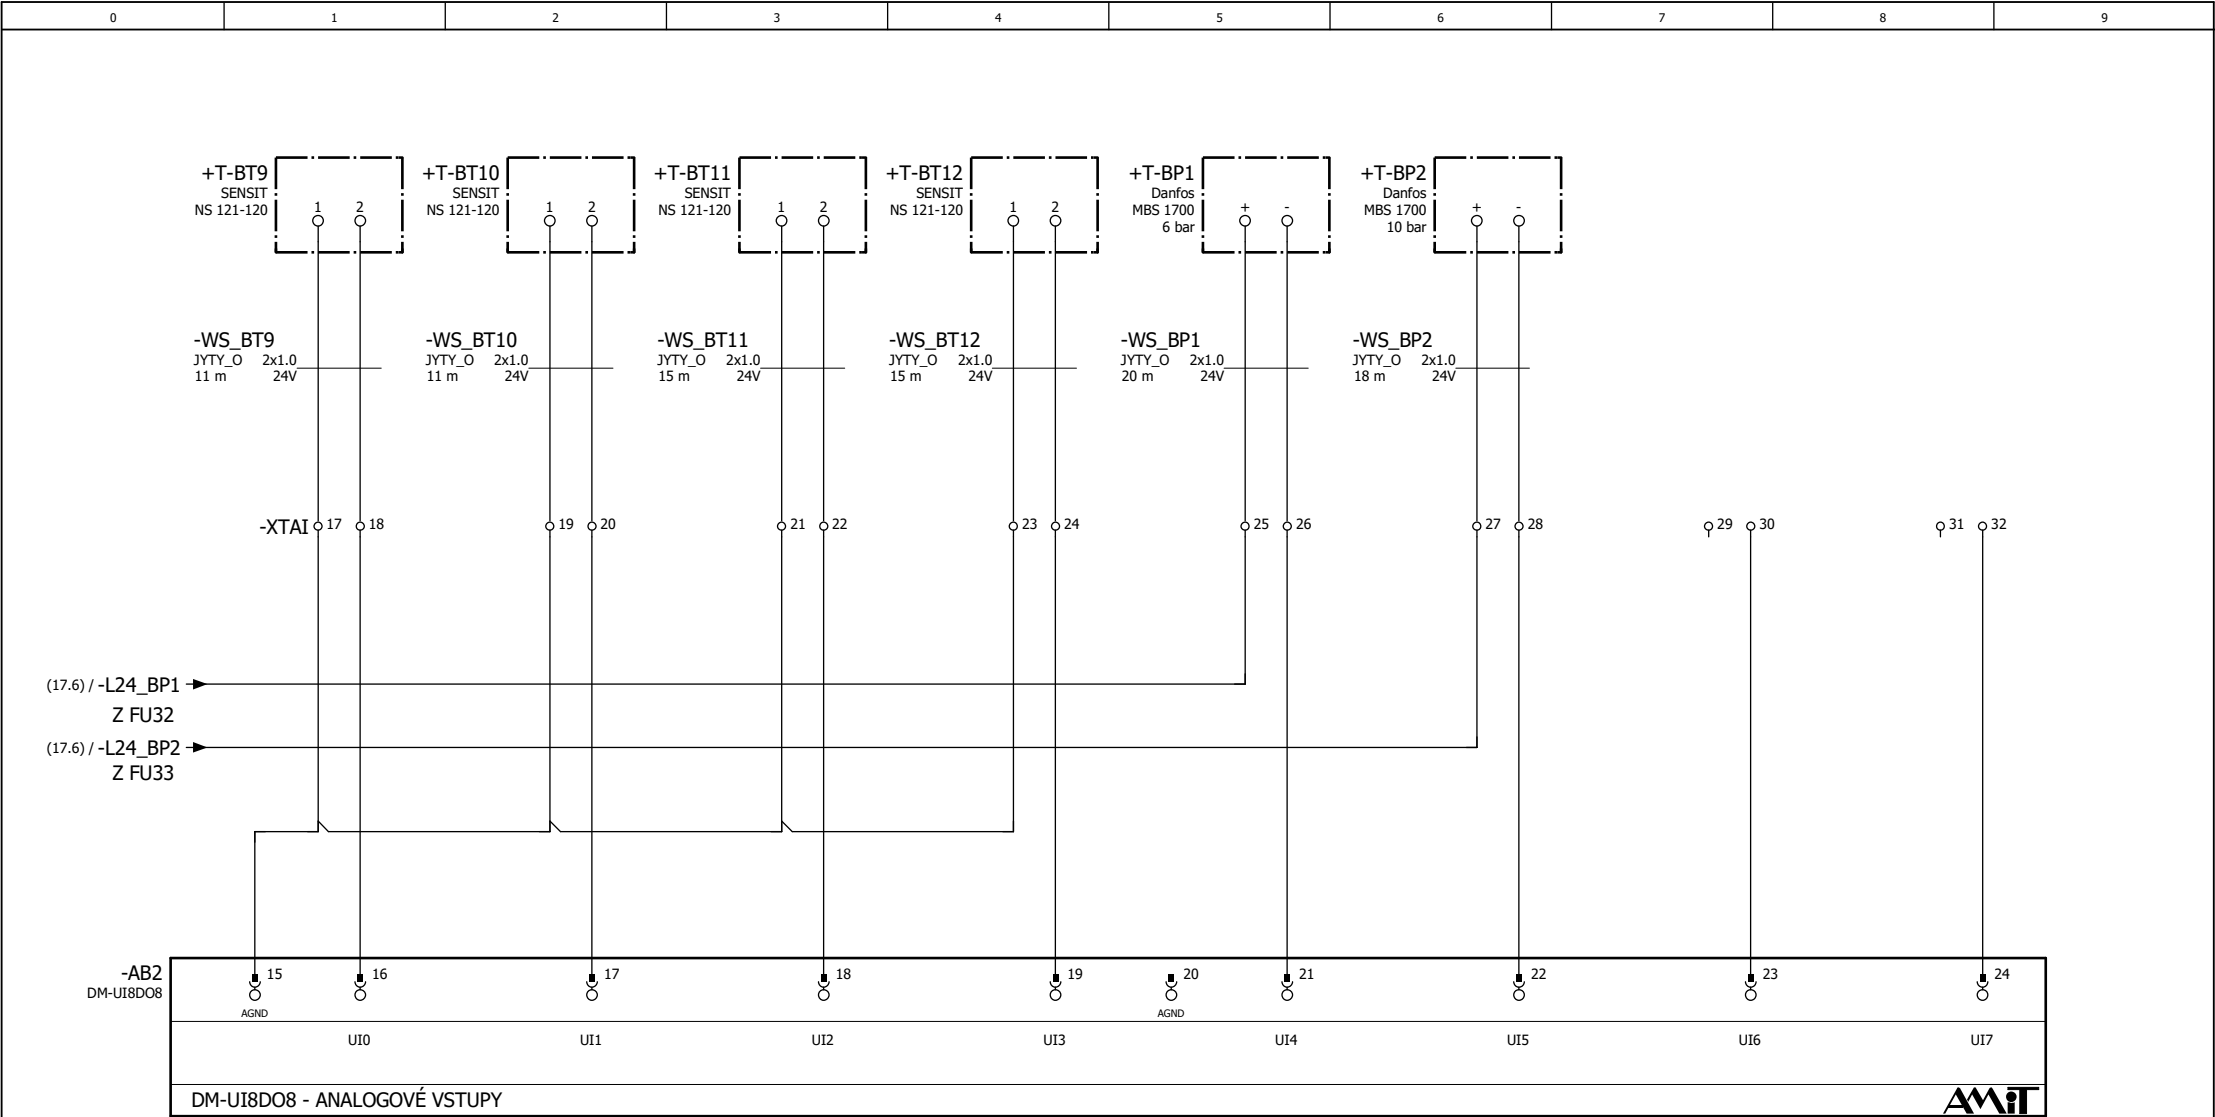 0 1 2 3 4 5 6 7 8 9
+T-BT9
SENSIT
NS 121-120
1 2
+T-BT10
SENSIT
NS 121-120
1 2
+T-BT11
SENSIT
NS 121-120
1 2
+T-BT12
SENSIT
NS 121-120
1 2
+T-BP1
Danfos
MBS 1700
6 bar
+ -
+T-BP2
Danfos
MBS 1700
10 bar
+ -
-WS_BT9
JYTY_O 2x1.0
11 m 24V
-WS_BT10
JYTY_O 2x1.0
11 m 24V
-WS_BT11
JYTY_O 2x1.0
15 m 24V
-WS_BT12
JYTY_O 2x1.0
15 m 24V
-WS_BP1
JYTY_O 2x1.0
20 m 24V
-WS_BP2
JYTY_O 2x1.0
18 m 24V
-XTAI 17 18 19 20 21 22 23 24 25 26 27 28 29 30 31 32
(17.6) / -L24_BP1
Z FU32
(17.6) / -L24_BP2
Z FU33
-AB2
DM-UI8DO8
15 16 17 18 19 20 21 22 23 24
AGND AGND
UI0 UI1 UI2 UI3 UI4 UI5 UI6 UI7
DM-UI8DO8 - ANALOGOVÉ VSTUPY
AMiT